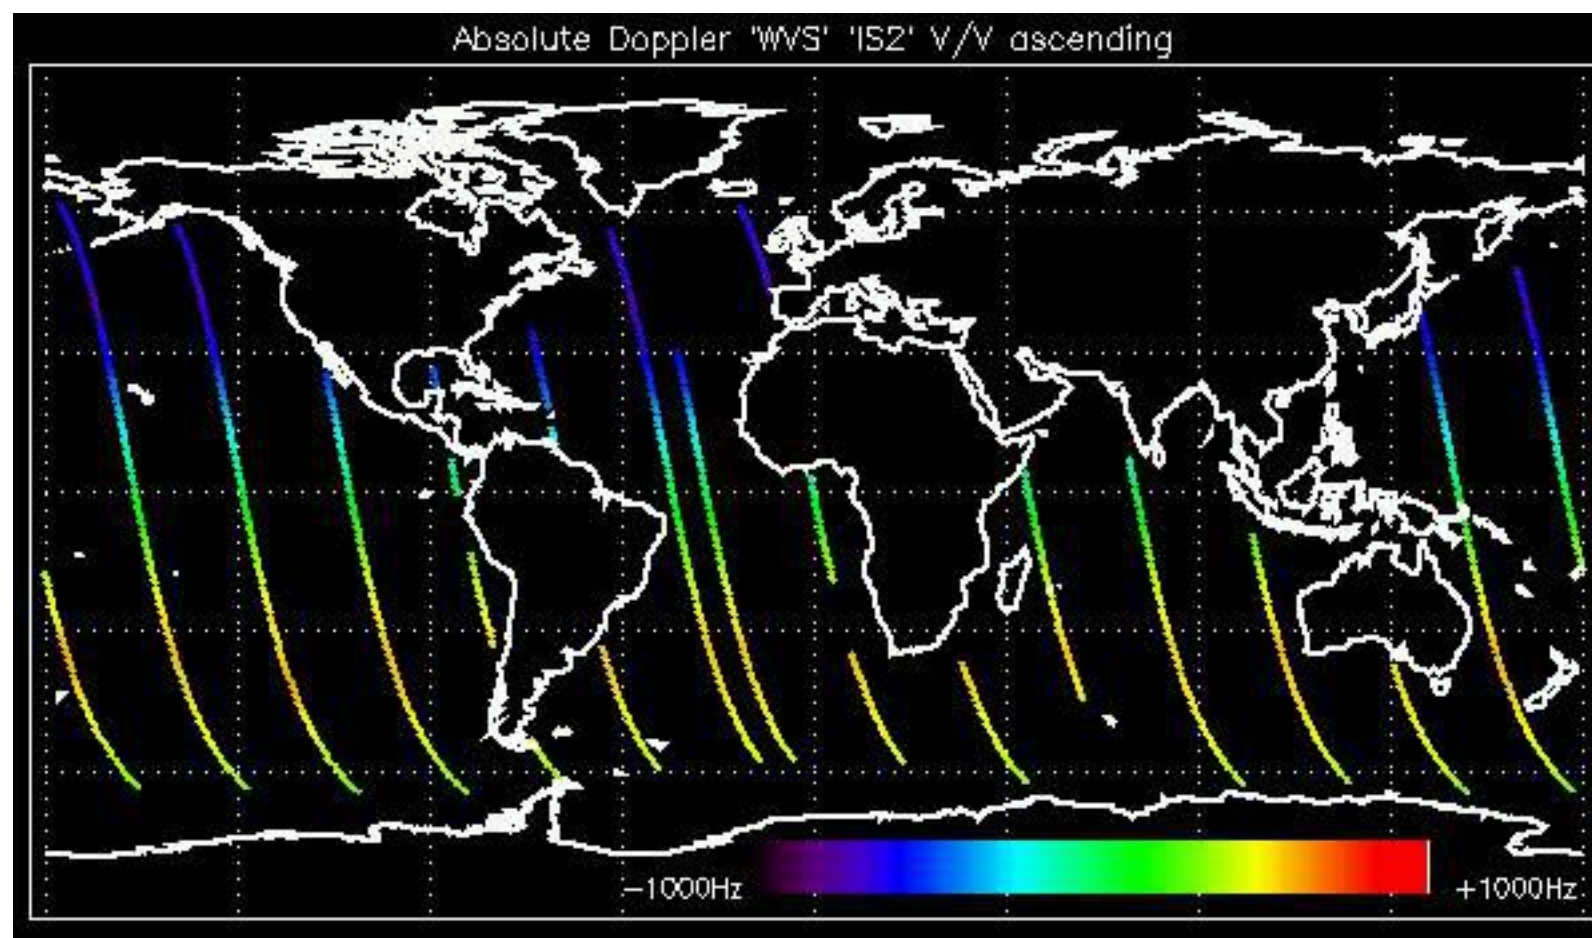 Absolute Doppler 'WVS' 'IS2' V/V ascending
-1000Hz +1000Hz